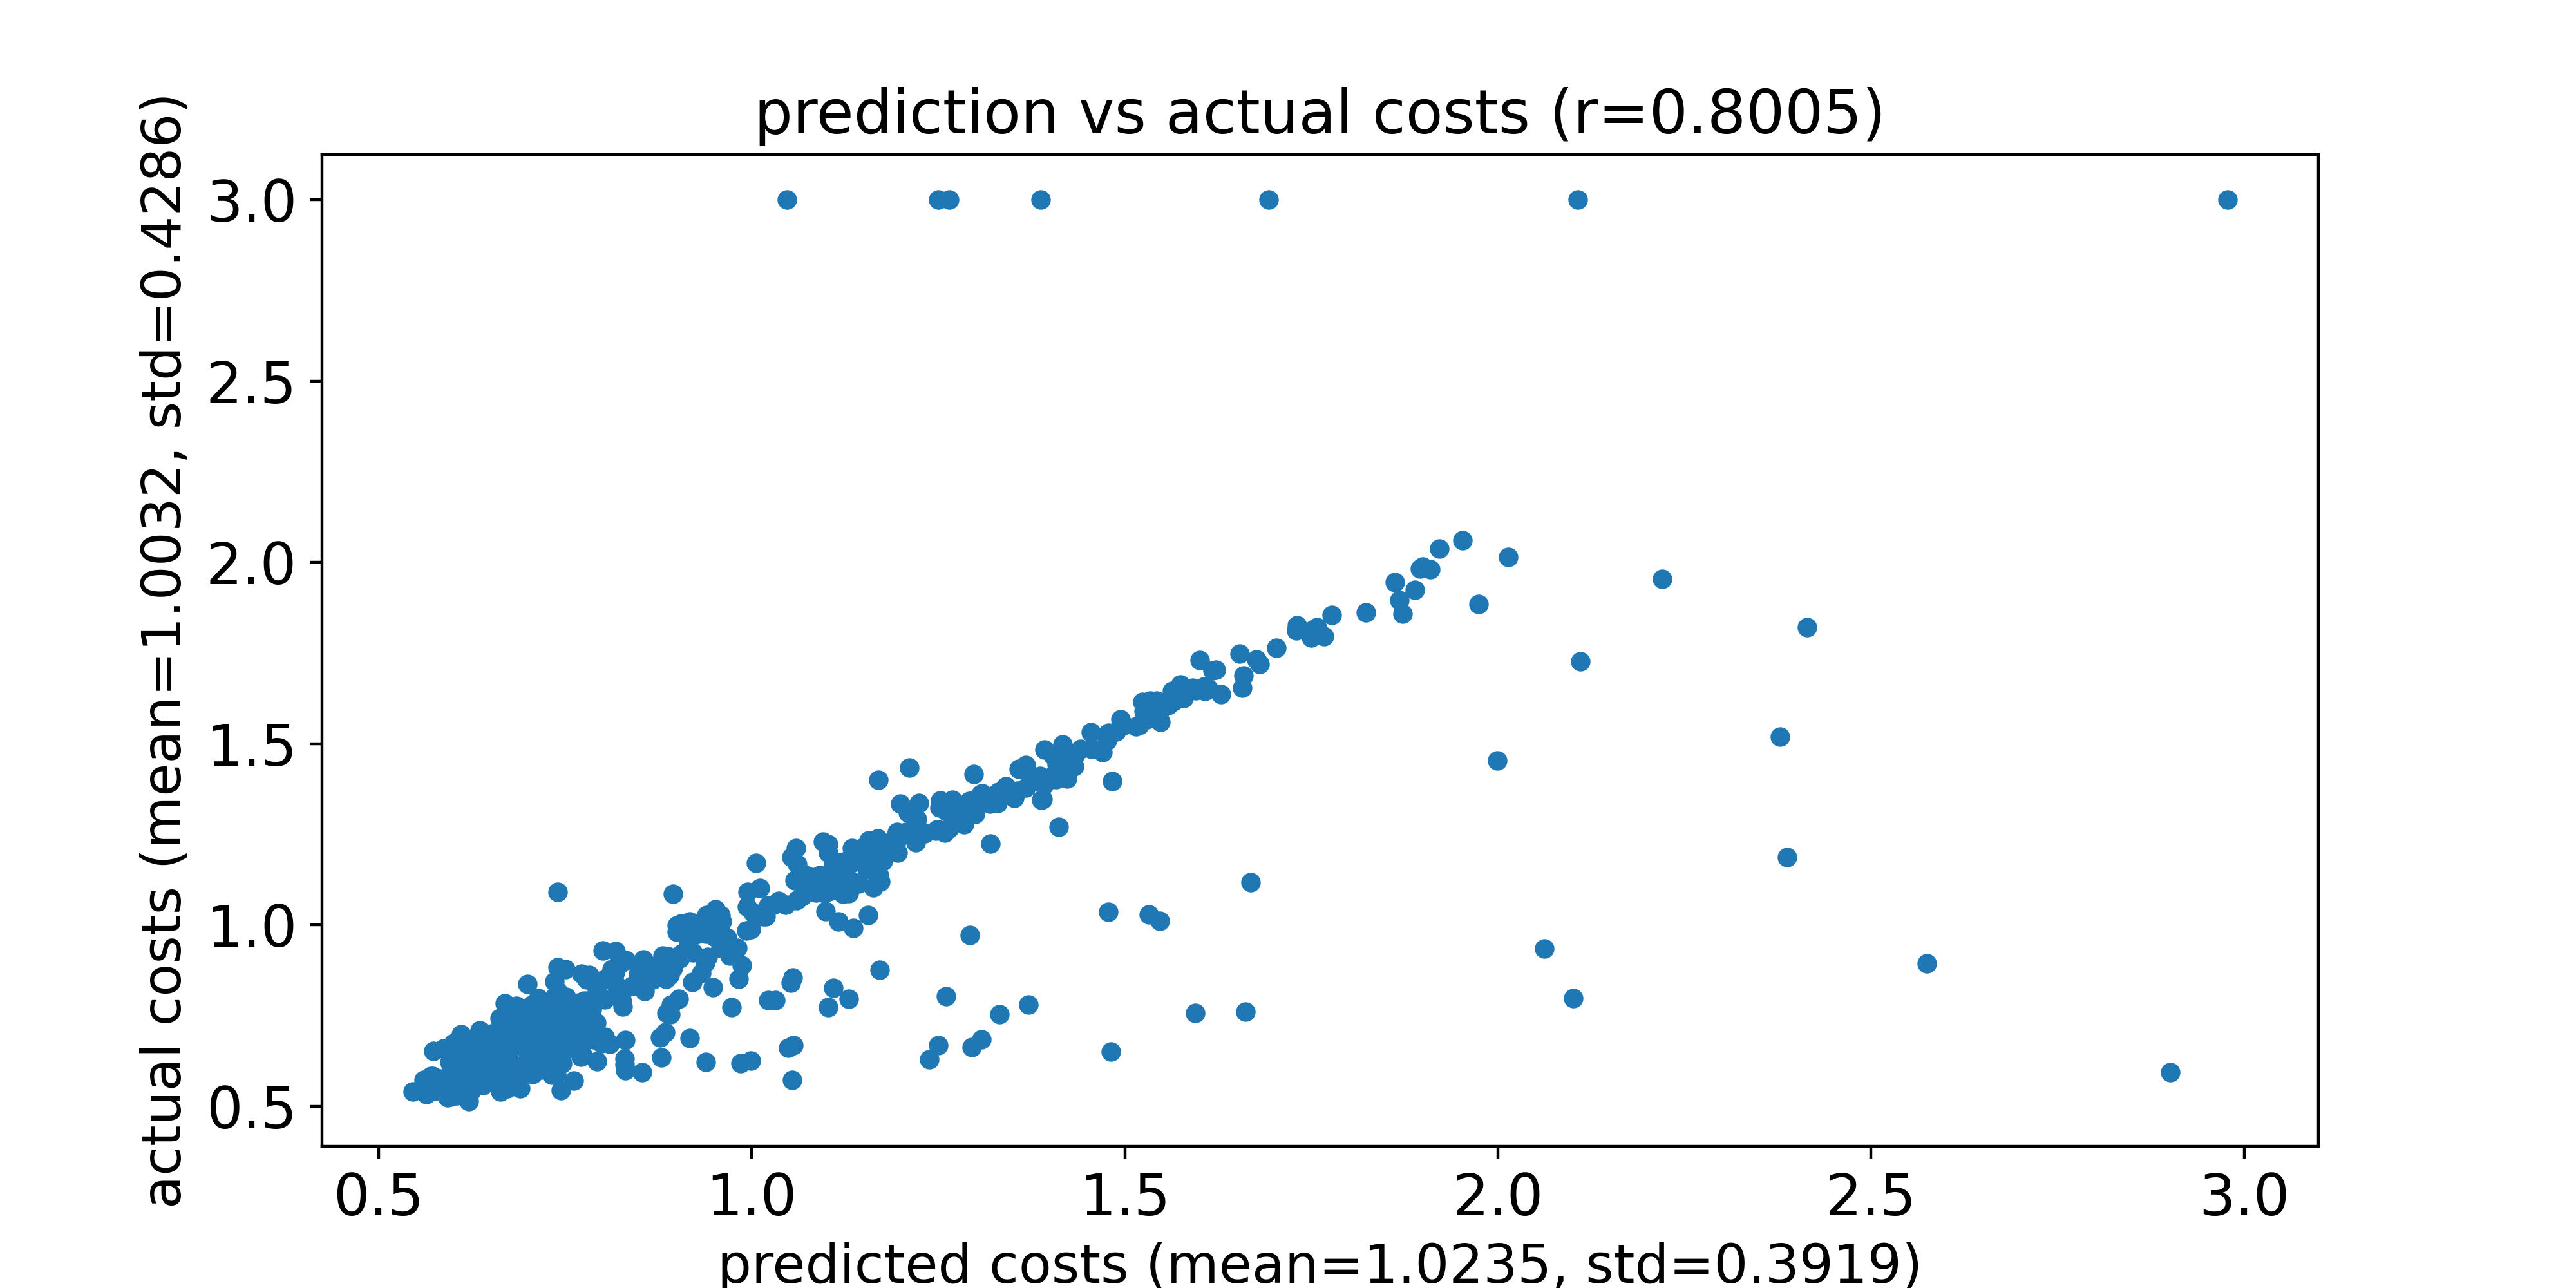 prediction vs actual costs (r=0.8005)
actual costs (mean=1.0032, std=0.4286)
3.0
2.5
2.0
1.5
1.0
0.5
0.5 1.0 1.5 2.0 2.5 3.0
predicted costs (mean=1.0235, std=0.3919)